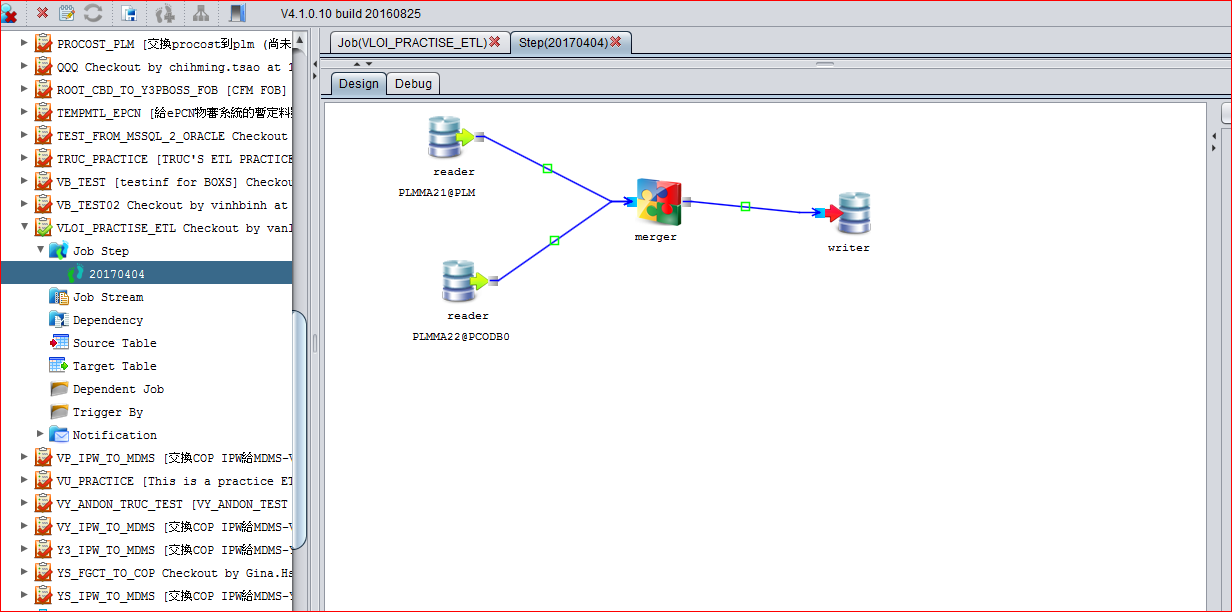 V4.1.0.10 build 20160825
PROCOST_PLM [交換procost到plm (尚未
QQQ Checkout by chihming.tsao at 1
ROOT_CBD_TO_Y3PBOSS_FOB [CFM FOB]
TEMPMTL_EPCN [給ePCN物審系統的暫定料
TEST_FROM_MSSQL_2_ORACLE Checkout
TRUC_PRACTICE [TRUC'S ETL PRACTICE
VB_TEST [testinf for BOXS] Checkou
VB_TEST02 Checkout by vinhbinh at
VLOI_PRACTISE_ETL Checkout by vanl
Job Step
20170404
Job Stream
Dependency
Source Table
Target Table
Dependent Job
Trigger By
Notification
VP_IPW_TO_MDMS [交換COP IPW給MDMS-V
VU_PRACTICE [This is a practice ET
VY_ANDON_TRUC_TEST [VY_ANDON_TEST
VY_IPW_TO_MDMS [交換COP IPW給MDMS-V
Y3_IPW_TO_MDMS [交換COP IPW給MDMS-Y
YS_FGCT_TO_COP Checkout by Gina.Hs
YS_IPW_TO_MDMS [交換COP IPW給MDMS-Y
Job(VLOI_PRACTISE_ETL)
Step(20170404)
Design
Debug
reader
PLMMA21@PLM
merger
writer
reader
PLMMA22@PCODB0